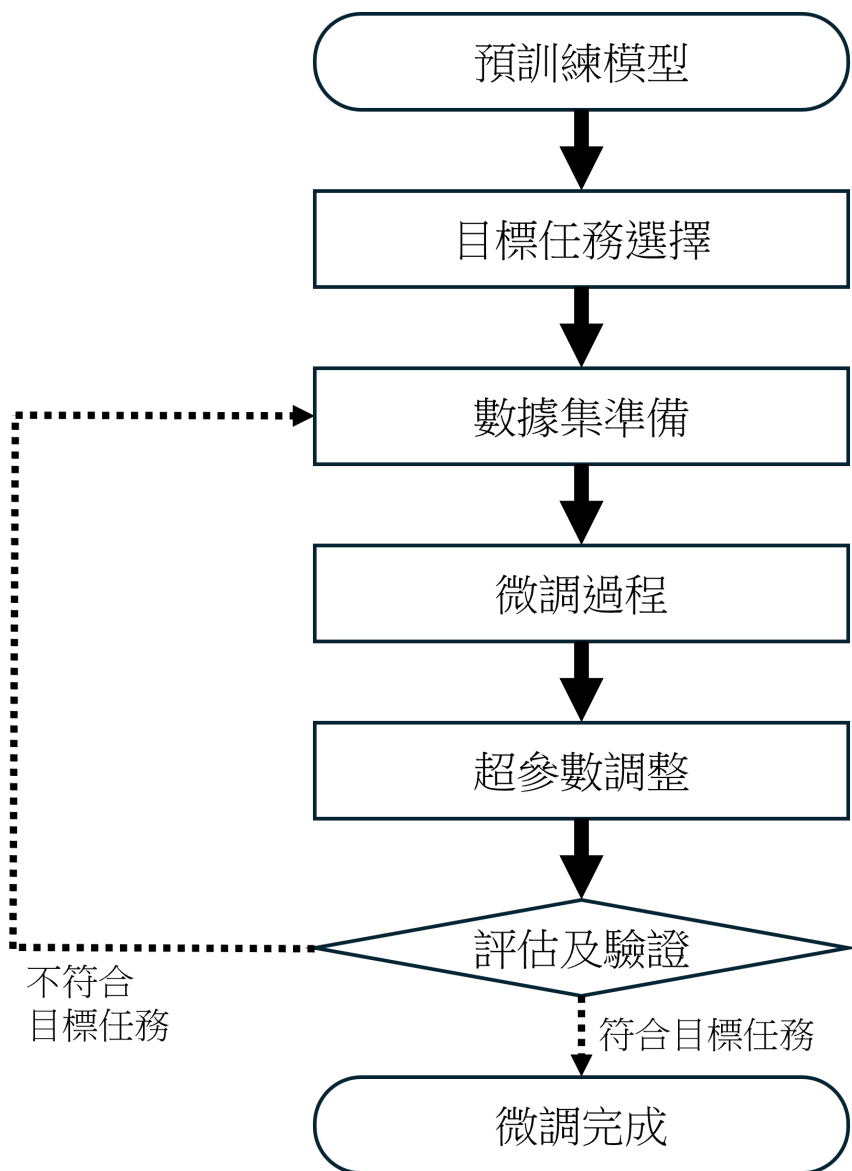 預訓練模型
目標任務選擇
數據集準備
微調過程
超參數調整
評估及驗證
不符合
目標任務
符合目標任務
微調完成